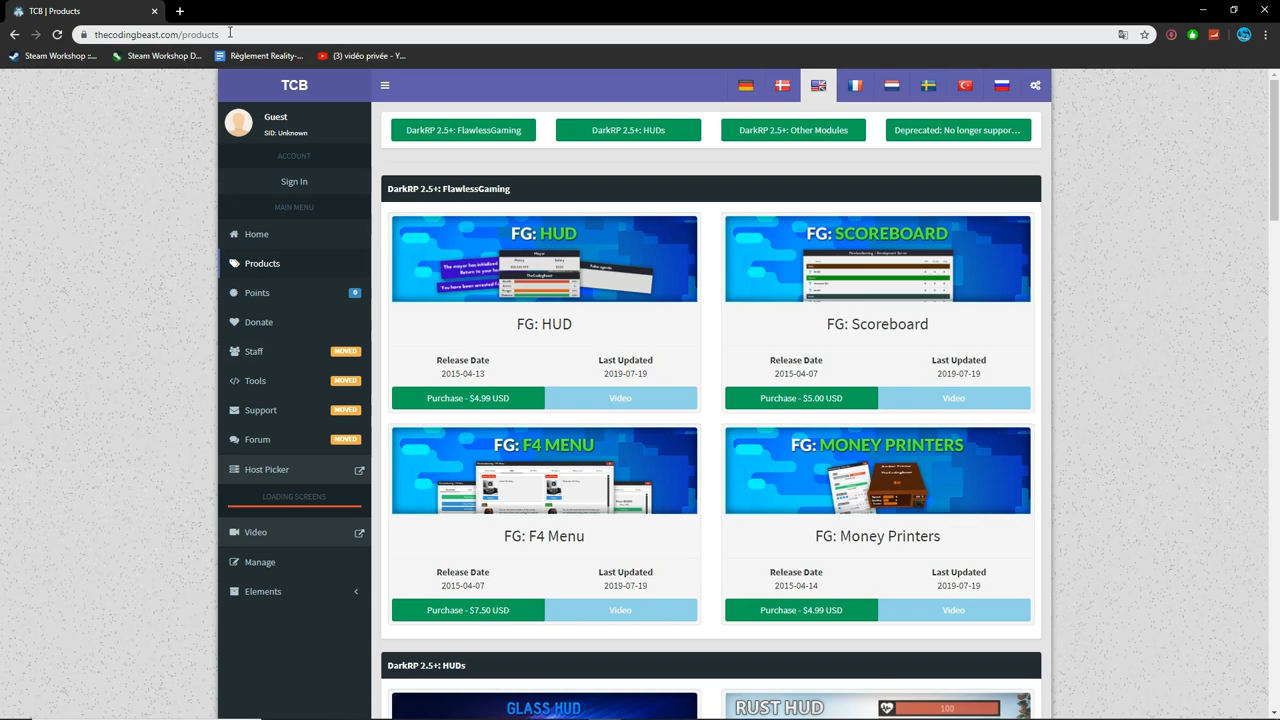 TCB | Products
thecodingbeast.com/products
Steam Workshop ::...
Steam Workshop D...
Règlement Reality-...
(3) vidéo privée - Y...
TCB
Guest
SID: Unknown
ACCOUNT
Sign In
MAIN MENU
Home
Products
Points 0
Donate
Staff MOVED
Tools MOVED
Support MOVED
Forum MOVED
Host Picker
LOADING SCREENS
Video
Manage
Elements
DarkRP 2.5+: FlawlessGaming
DarkRP 2.5+: HUDs
DarkRP 2.5+: Other Modules
Deprecated: No longer suppor...
DarkRP 2.5+: FlawlessGaming
FG: HUD
FG: HUD
Release Date Last Updated
2015-04-13 2019-07-19
Purchase - $4.99 USD Video
FG: SCOREBOARD
FG: Scoreboard
Release Date Last Updated
2015-04-07 2019-07-19
Purchase - $5.00 USD Video
FG: F4 MENU
FG: F4 Menu
Release Date Last Updated
2015-04-07 2019-07-19
Purchase - $7.50 USD Video
FG: MONEY PRINTERS
FG: Money Printers
Release Date Last Updated
2015-04-14 2019-07-19
Purchase - $4.99 USD Video
DarkRP 2.5+: HUDs
GLASS HUD
RUST HUD
100